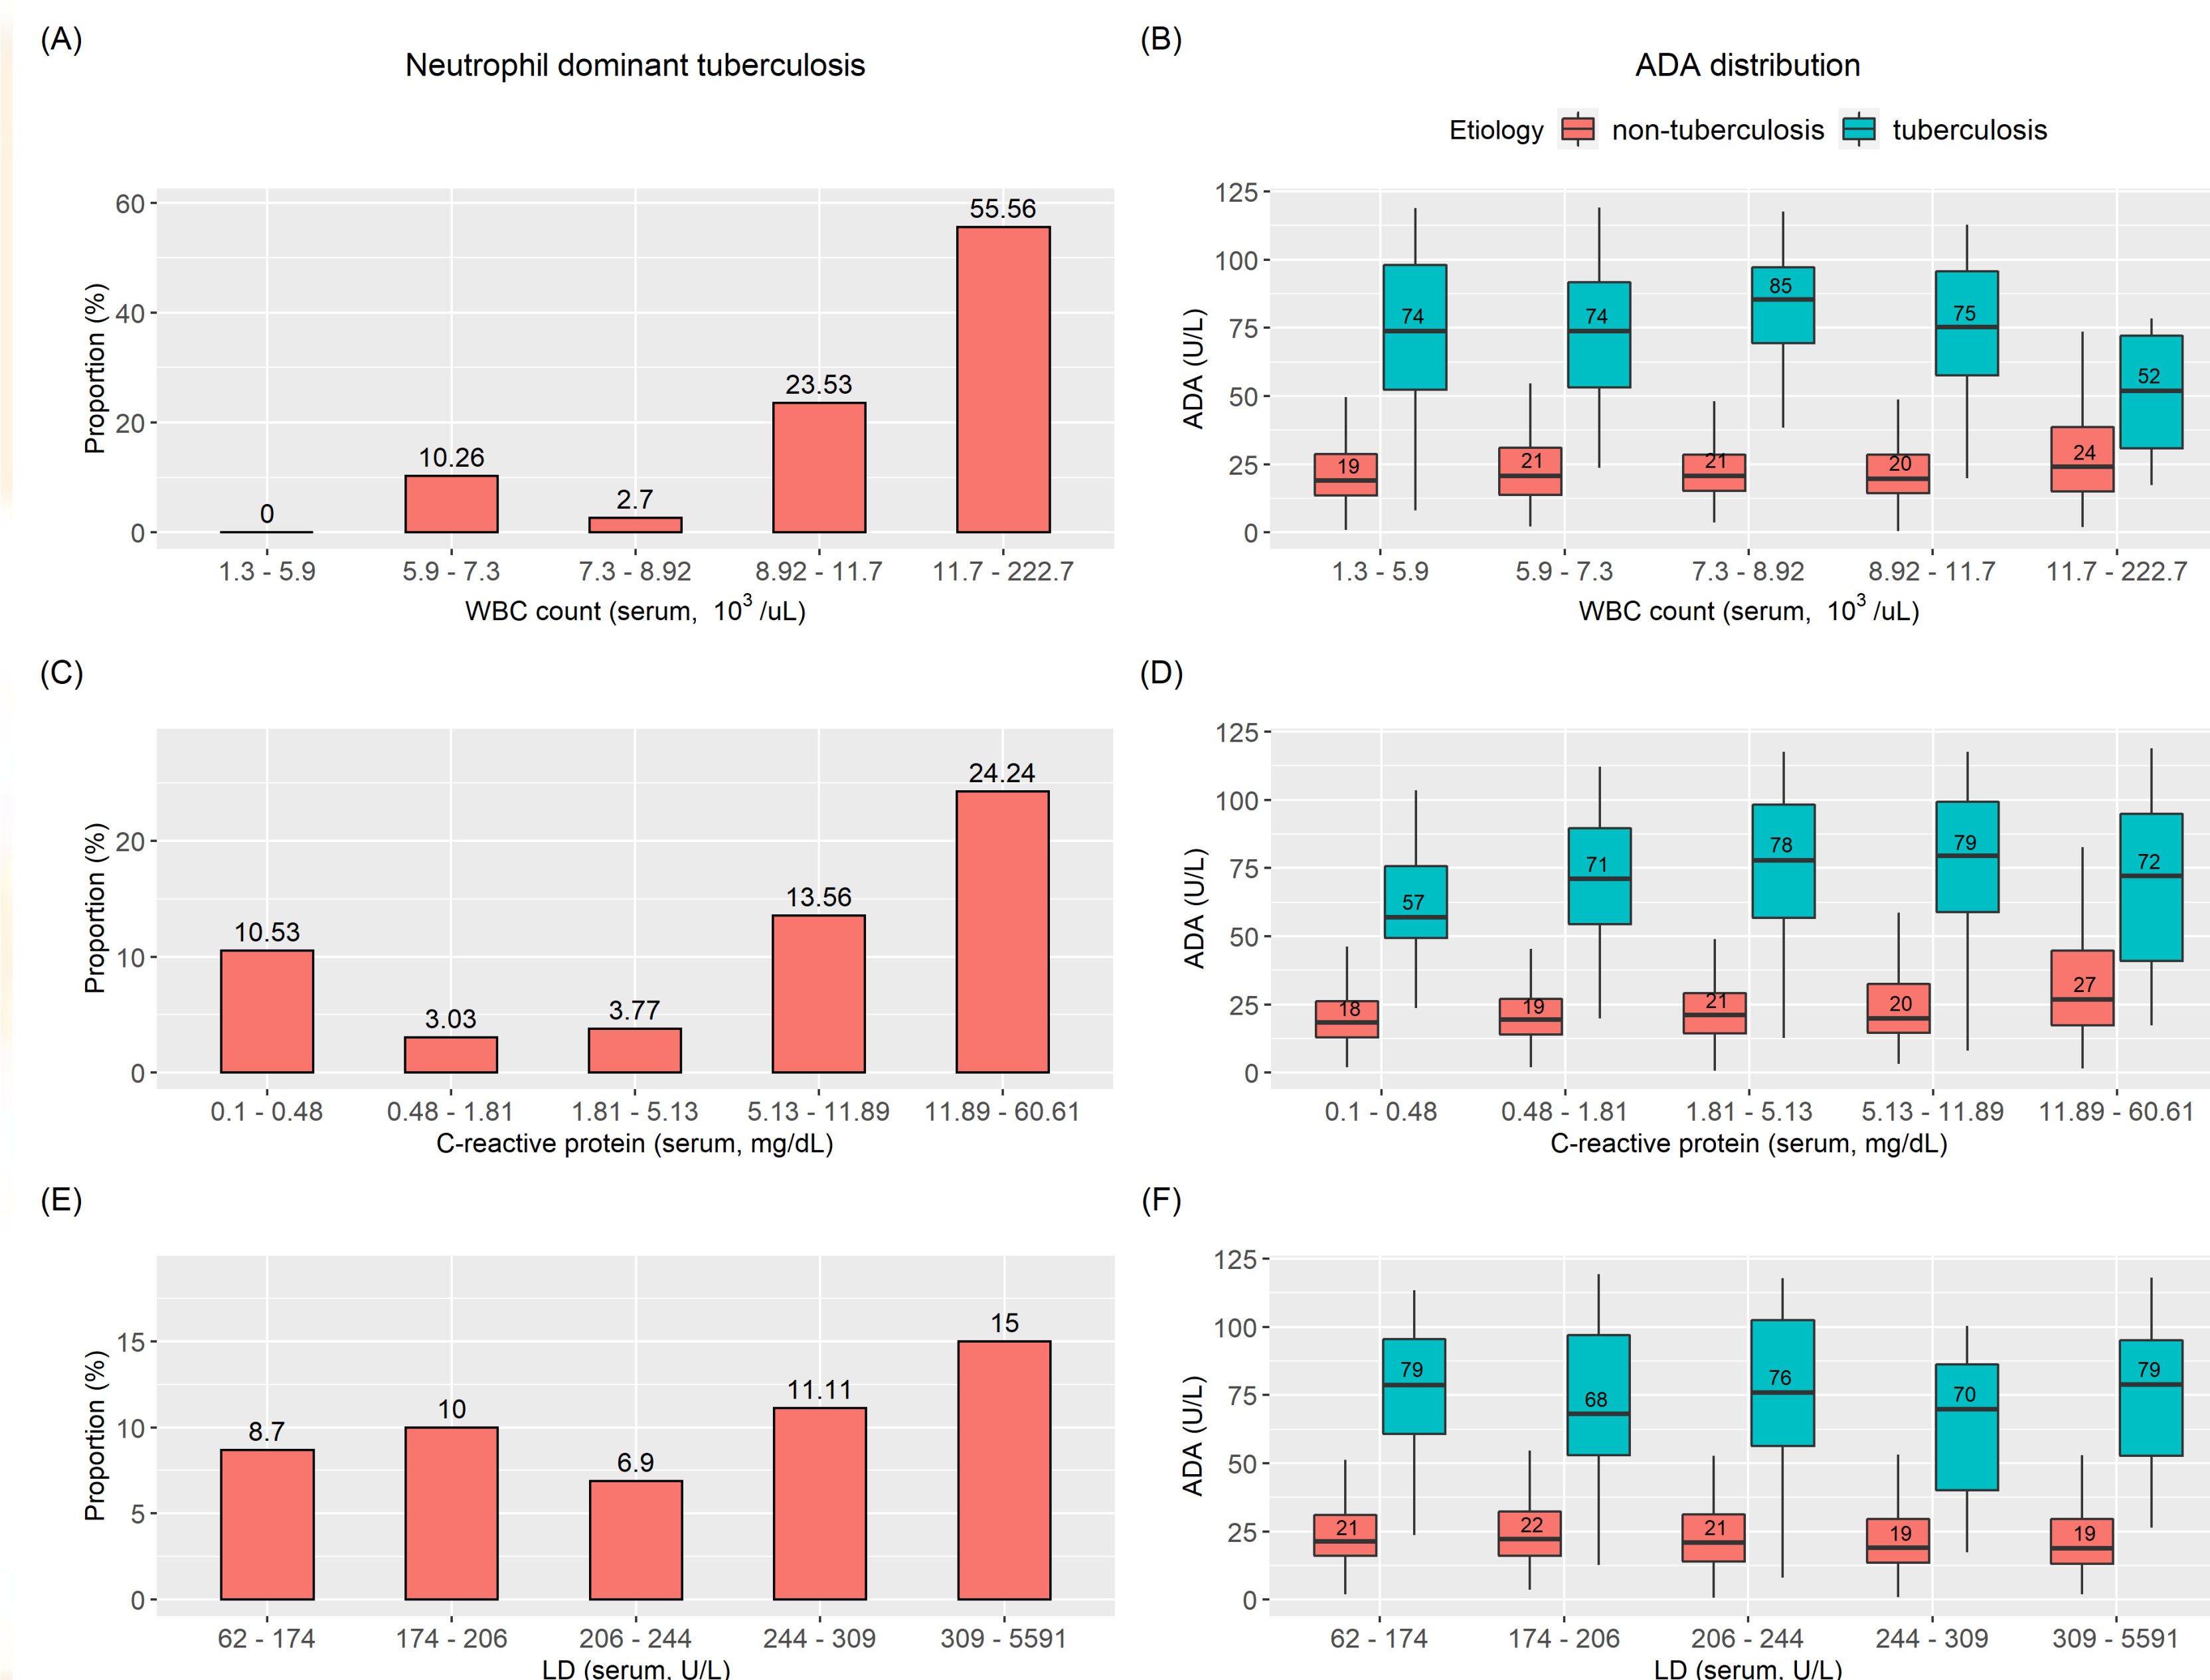 (A)
Neutrophil dominant tuberculosis
60
40
20
0
Proportion (%)
0
10.26
2.7
23.53
55.56
1.3 - 5.9
5.9 - 7.3
7.3 - 8.92
8.92 - 11.7
11.7 - 222.7
WBC count (serum, 10³ /uL)
(B)
ADA distribution
Etiology non-tuberculosis tuberculosis
125
100
75
50
25
0
ADA (U/L)
19
74
21
74
21
85
20
75
24
52
1.3 - 5.9
5.9 - 7.3
7.3 - 8.92
8.92 - 11.7
11.7 - 222.7
WBC count (serum, 10³ /uL)
(C)
20
10
0
Proportion (%)
10.53
3.03
3.77
13.56
24.24
0.1 - 0.48
0.48 - 1.81
1.81 - 5.13
5.13 - 11.89
11.89 - 60.61
C-reactive protein (serum, mg/dL)
(D)
125
100
75
50
25
0
ADA (U/L)
18
57
19
71
21
78
20
79
27
72
0.1 - 0.48
0.48 - 1.81
1.81 - 5.13
5.13 - 11.89
11.89 - 60.61
C-reactive protein (serum, mg/dL)
(E)
15
10
5
0
Proportion (%)
8.7
10
6.9
11.11
15
62 - 174
174 - 206
206 - 244
244 - 309
309 - 5591
LD (serum, U/L)
(F)
125
100
75
50
25
0
ADA (U/L)
21
79
22
68
21
76
19
70
19
79
62 - 174
174 - 206
206 - 244
244 - 309
309 - 5591
LD (serum, U/L)